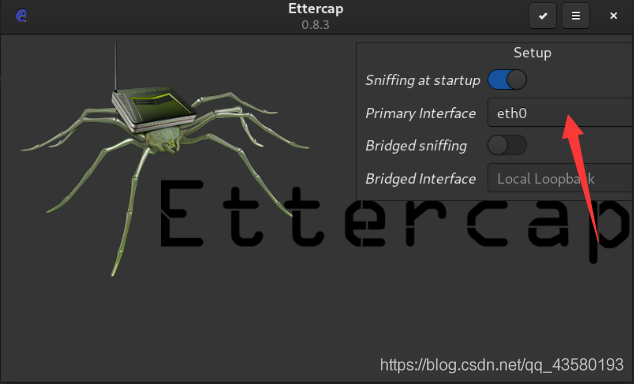 Ettercap
0.8.3
Setup
Sniffing at startup
Primary Interface eth0
Bridged sniffing
Bridged Interface Local Loopback
Ettercap
https://blog.csdn.net/qq_43580193